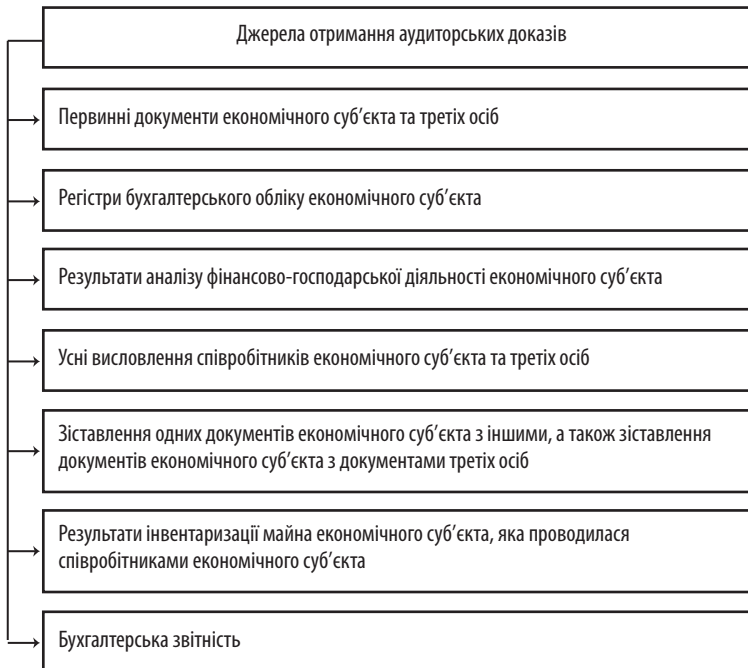 Джерела отримання аудиторських доказів
Первинні документи економічного суб’єкта та третіх осіб
Регістри бухгалтерського обліку економічного суб’єкта
Результати аналізу фінансово-господарської діяльності економічного суб’єкта
Усні висловлення співробітників економічного суб’єкта та третіх осіб
Зіставлення одних документів економічного суб’єкта з іншими, а також зіставлення
документів економічного суб’єкта з документами третіх осіб
Результати інвентаризації майна економічного суб’єкта, яка проводилася
співробітниками економічного суб’єкта
Бухгалтерська звітність